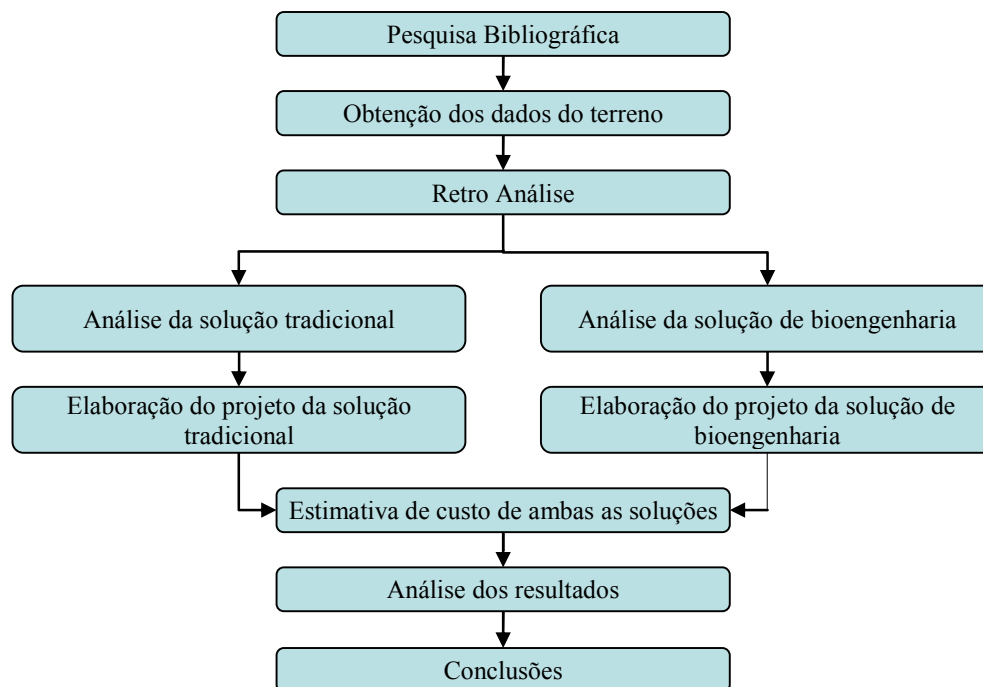 Pesquisa Bibliográfica
Obtenção dos dados do terreno
Retro Análise
Análise da solução tradicional
Análise da solução de bioengenharia
Elaboração do projeto da solução
tradicional
Elaboração do projeto da solução de
bioengenharia
Estimativa de custo de ambas as soluções
Análise dos resultados
Conclusões